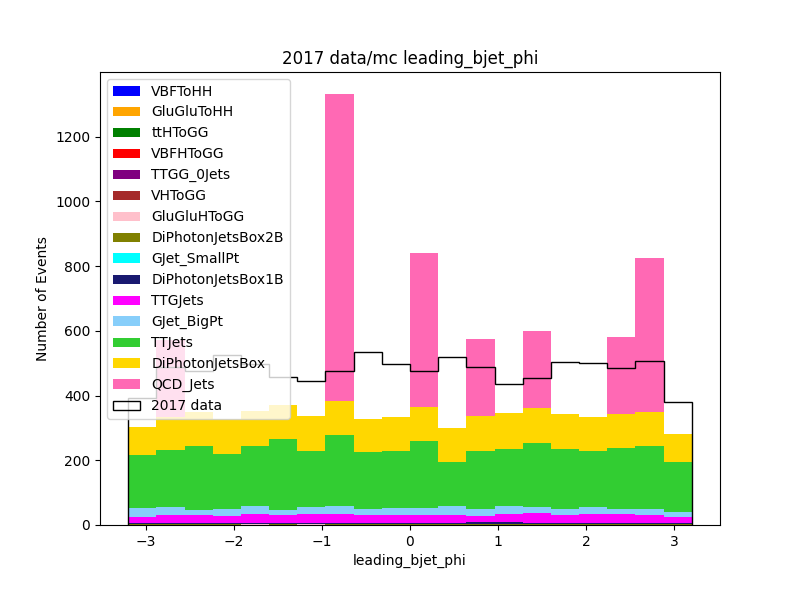 2017 data/mc leading_bjet_phi
VBFToHH
GluGluToHH
ttHToGG
VBFHToGG
TTGG_0Jets
VHToGG
GluGluHToGG
DiPhotonJetsBox2B
GJet_SmallPt
DiPhotonJetsBox1B
TTGJets
GJet_BigPt
TTJets
DiPhotonJetsBox
QCD_Jets
2017 data
Number of Events
1200
1000
800
600
400
200
0
−3
−2
−1
0
1
2
3
leading_bjet_phi